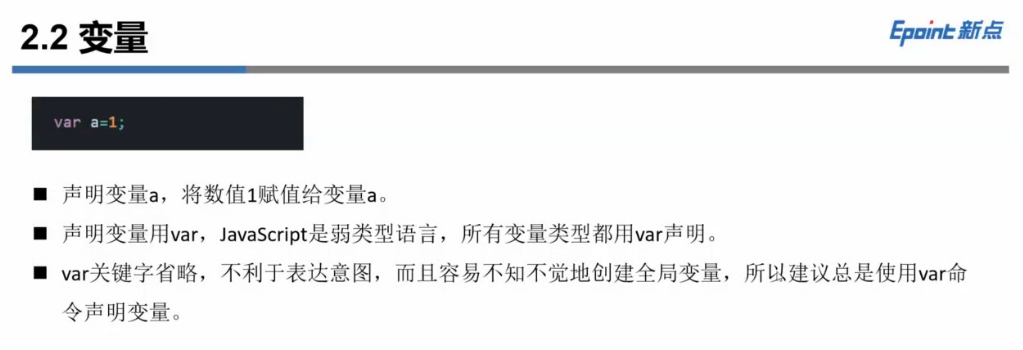 2.2 变量
Epoint 新点
var a=1;
■ 声明变量a，将数值1赋值给变量a。
■ 声明变量用var，JavaScript是弱类型语言，所有变量类型都用var声明。
■ var关键字省略，不利于表达意图，而且容易不知不觉地创建全局变量，所以建议总是使用var命
令声明变量。